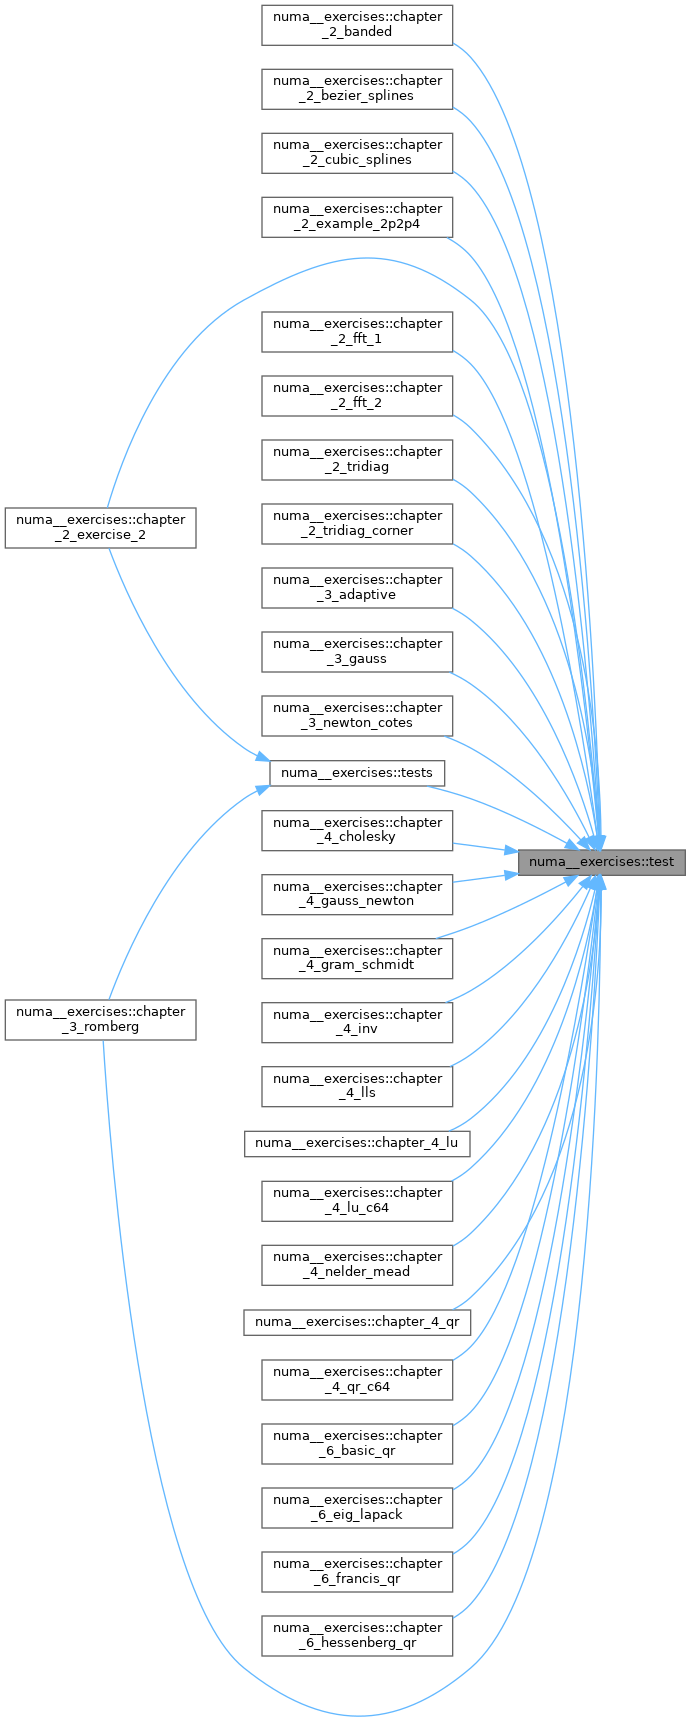 numa__exercises::chapter
_2_banded
numa__exercises::chapter
_2_bezier_splines
numa__exercises::chapter
_2_cubic_splines
numa__exercises::chapter
_2_example_2p2p4
numa__exercises::chapter
_2_fft_1
numa__exercises::chapter
_2_fft_2
numa__exercises::chapter
_2_tridiag
numa__exercises::chapter
_2_exercise_2
numa__exercises::chapter
_2_tridiag_corner
numa__exercises::chapter
_3_adaptive
numa__exercises::chapter
_3_gauss
numa__exercises::chapter
_3_newton_cotes
numa__exercises::tests
numa__exercises::chapter
_4_cholesky
numa__exercises::test
numa__exercises::chapter
_4_gauss_newton
numa__exercises::chapter
_4_gram_schmidt
numa__exercises::chapter
_3_romberg
numa__exercises::chapter
_4_inv
numa__exercises::chapter
_4_lls
numa__exercises::chapter_4_lu
numa__exercises::chapter
_4_lu_c64
numa__exercises::chapter
_4_nelder_mead
numa__exercises::chapter_4_qr
numa__exercises::chapter
_4_qr_c64
numa__exercises::chapter
_6_basic_qr
numa__exercises::chapter
_6_eig_lapack
numa__exercises::chapter
_6_francis_qr
numa__exercises::chapter
_6_hessenberg_qr